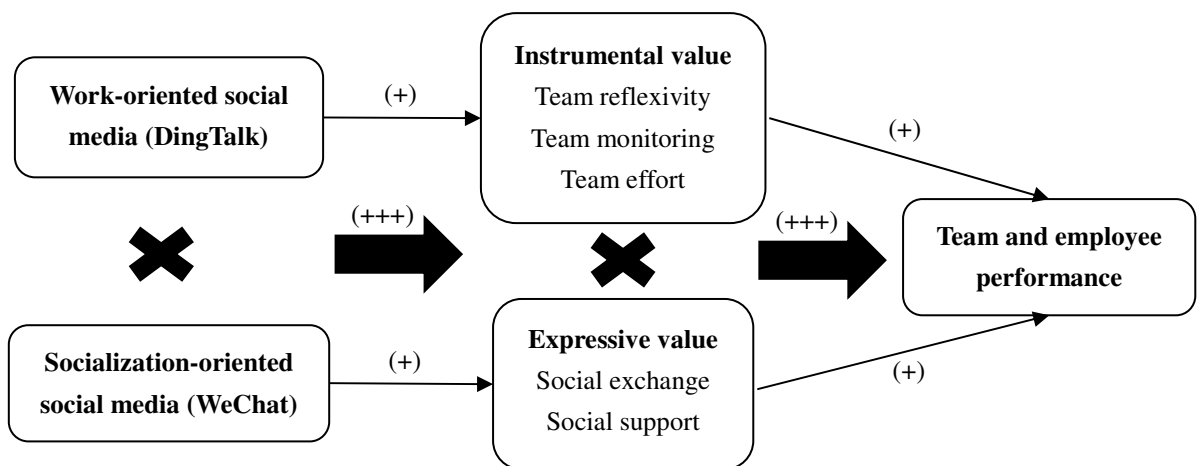 Work-oriented social
media (DingTalk)
(+)
Instrumental value
Team reflexivity
Team monitoring
Team effort
(+)
(+++)
(+++)
Team and employee
performance
Socialization-oriented
social media (WeChat)
(+)
Expressive value
Social exchange
Social support
(+)